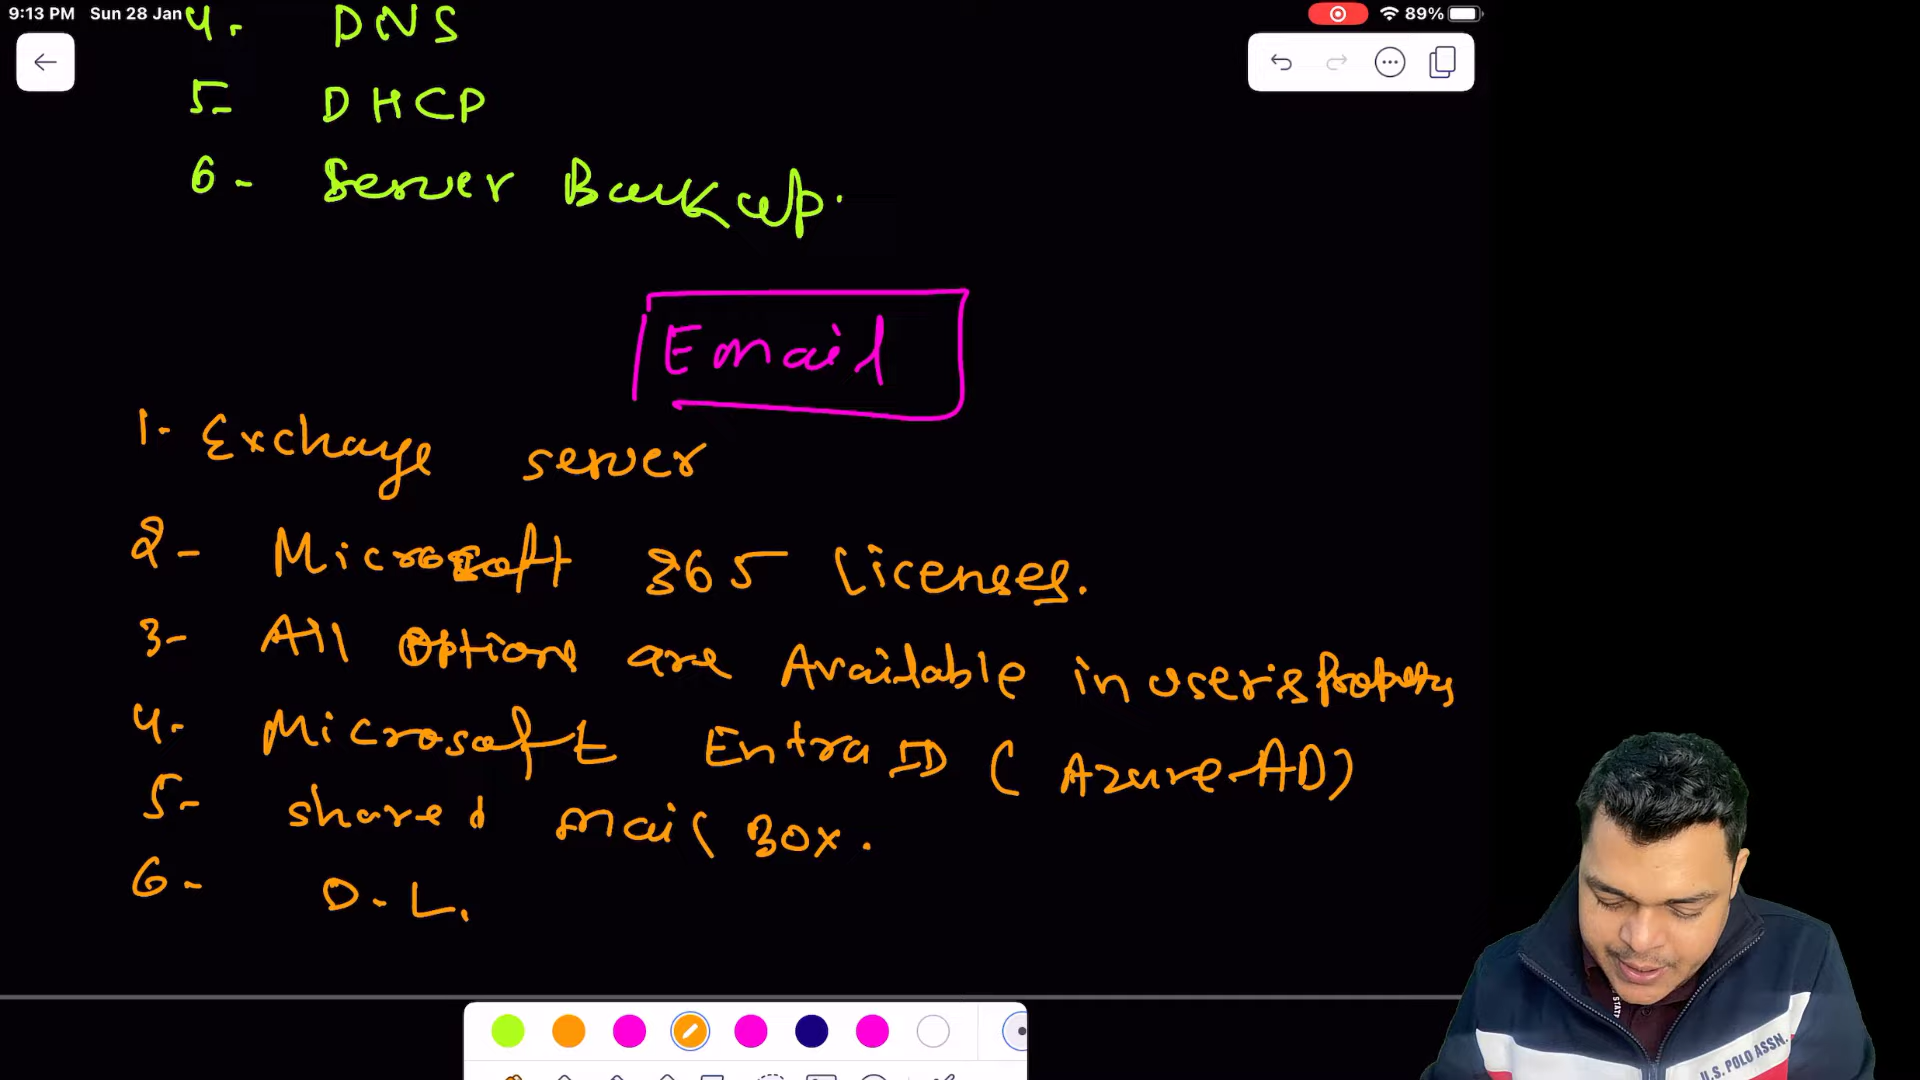 9:13 PM Sun 28 Jan 89%
4. DNS
5- DHCP
6- Server Backup.
Email
1- Exchange server
2- Microsoft 365 Licenses.
3- All Options are Available in user's Property
4. Microsoft Entra ID (Azure AD)
5- shared mail Box.
6- D.L.
U.S. POLO ASSN.